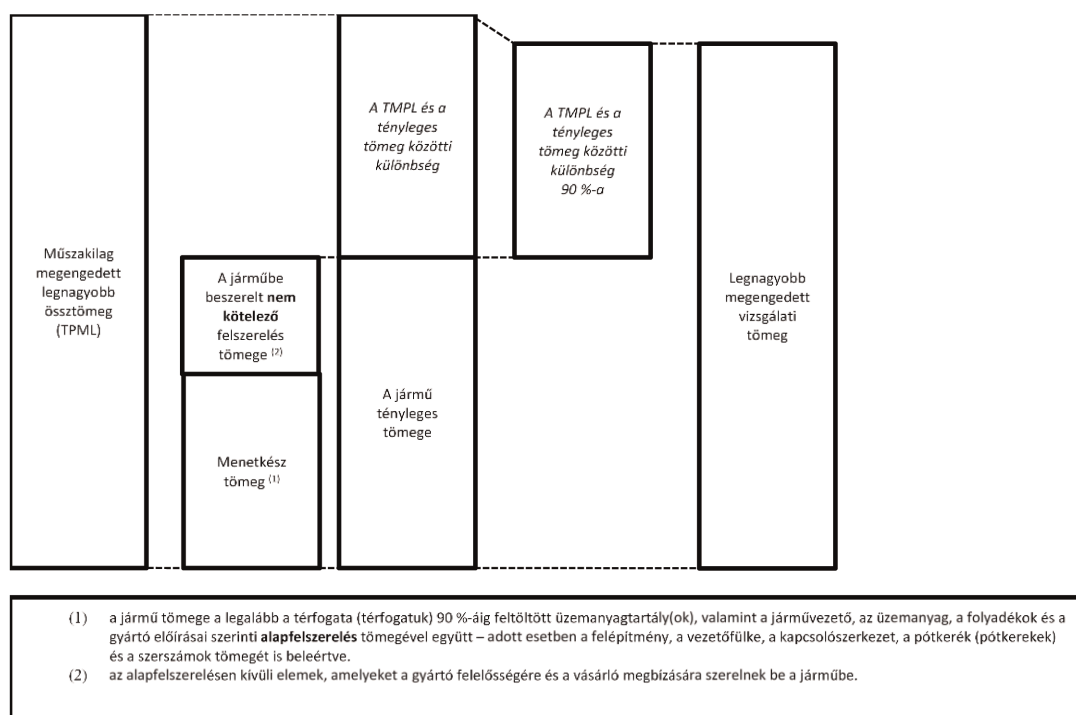 Műszakilag
megengedett
legnagyobb
össztömeg
(TPML)
A járműbe
beszerelt nem
kötelező
felszerelés
tömege (2)
Menetkész
tömeg (1)
A TMPL és a
tényleges
tömeg közötti
különbség
A jármű
tényleges
tömege
A TMPL és a
tényleges
tömeg közötti
különbség
90 %-a
Legnagyobb
megengedett
vizsgálati
tömeg
(1) a jármű tömege a legalább a térfogata (térfogatuk) 90 %-áig feltöltött üzemanyagtartály(ok), valamint a járművezető, az üzemanyag, a folyadékok és a
gyártó előírásai szerinti alapfelszerelés tömegével együtt – adott esetben a felépítmény, a vezetőfülke, a kapcsolószerkezet, a pótkerék (pótkerekek)
és a szerszámok tömegét is beleértve.
(2) az alapfelszerelésen kívüli elemek, amelyeket a gyártó felelősségére és a vásárló megbízására szerelnek be a járműbe.